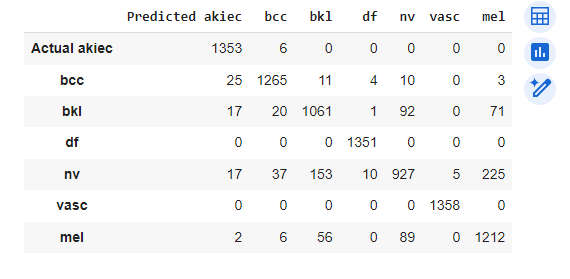 Predicted akiec bcc bkl df nv vasc mel
Actual akiec 1353 6 0 0 0 0 0
bcc 25 1265 11 4 10 0 3
bkl 17 20 1061 1 92 0 71
df 0 0 0 1351 0 0 0
nv 17 37 153 10 927 5 225
vasc 0 0 0 0 0 1358 0
mel 2 6 56 0 89 0 1212